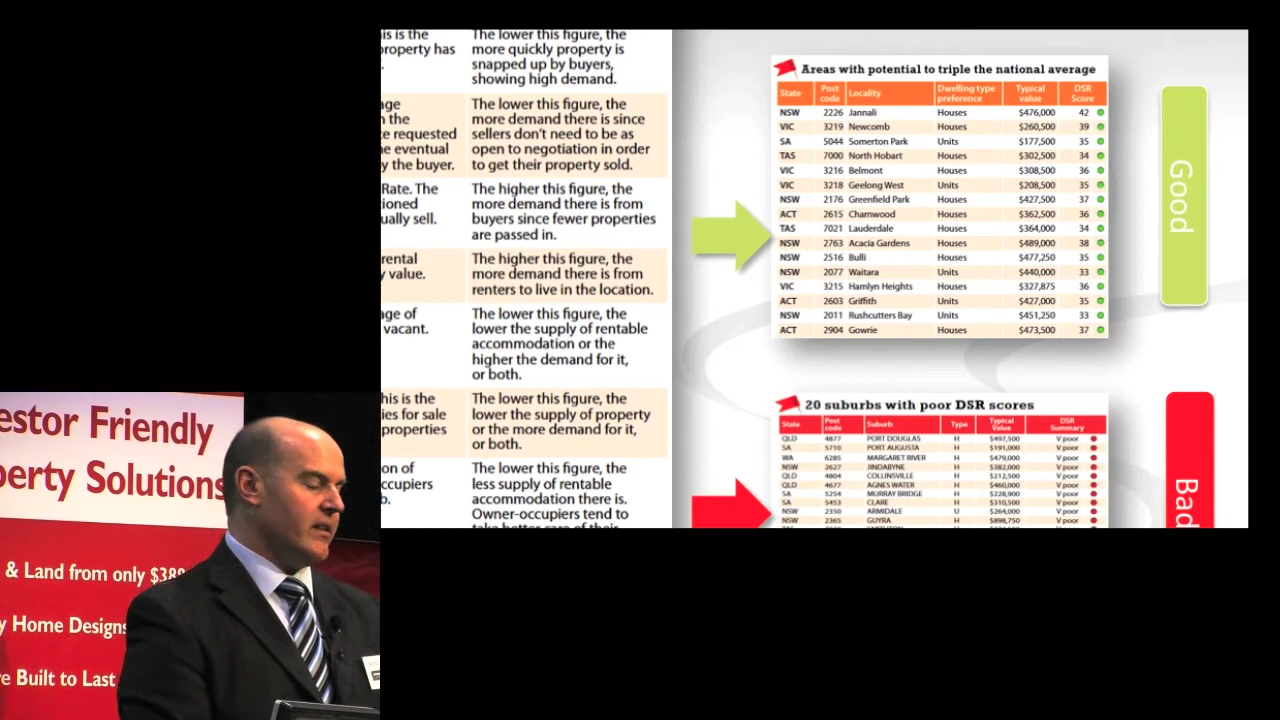 is is the
property has
.
The lower this figure, the
more quickly property is
snapped up by buyers,
showing high demand.
age
n the
ce requested
he eventual
y the buyer.
The lower this figure, the
more demand there is since
sellers don't need to be as
open to negotiation in order
to get their property sold.
Rate. The
tioned
ually sell.
The higher this figure, the
more demand there is from
buyers since fewer properties
are passed in.
rental
y value.
The higher this figure, the
more demand there is from
renters to live in the location.
age of
vacant.
The lower this figure, the
lower the supply of rentable
accommodation or the
higher the demand for it,
or both.
his is the
ies for sale
properties
The lower this figure, the
lower the supply of property
or the more demand for it,
or both.
on of
ccupiers
b.
The lower this figure, the
less supply of rentable
accommodation there is.
Owner-occupiers tend to
take better care of their
Areas with potential to triple the national average
State Post code Locality Dwelling type preference Typical value DSR Score
NSW 2226 Jannali Houses $476,000 42
VIC 3219 Newcomb Houses $260,500 39
SA 5044 Somerton Park Units $177,500 35
TAS 7000 North Hobart Houses $302,500 34
VIC 3216 Belmont Houses $308,500 36
VIC 3218 Geelong West Units $208,500 35
NSW 2176 Greenfield Park Houses $427,500 37
ACT 2615 Charnwood Houses $362,500 36
TAS 7021 Lauderdale Houses $364,000 34
NSW 2763 Acacia Gardens Houses $489,000 38
NSW 2516 Bulli Houses $477,250 35
NSW 2077 Waitara Units $440,000 33
VIC 3215 Hamlyn Heights Houses $327,875 36
ACT 2603 Griffith Units $427,000 35
NSW 2011 Rushcutters Bay Units $451,250 33
ACT 2904 Gowrie Houses $473,500 37
Good
20 suburbs with poor DSR scores
State Post code Suburb Type Typical Value DSR Summary
QLD 4877 PORT DOUGLAS H $497,500 V poor
SA 5710 PORT AUGUSTA H $191,000 V poor
WA 6285 MARGARET RIVER H $479,000 V poor
NSW 2627 JINDABYNE H $382,000 V poor
QLD 4804 COLLINSVILLE H $212,500 V poor
QLD 4677 AGNES WATER H $460,000 V poor
SA 5254 MURRAY BRIDGE H $228,900 V poor
SA 5453 CLARE H $310,500 V poor
NSW 2350 ARMIDALE U $264,000 V poor
NSW 2365 GUYRA H $898,750 V poor
Bad
estor Friendly
perty Solutions
& Land from only $38
y Home Designs
e Built to Last